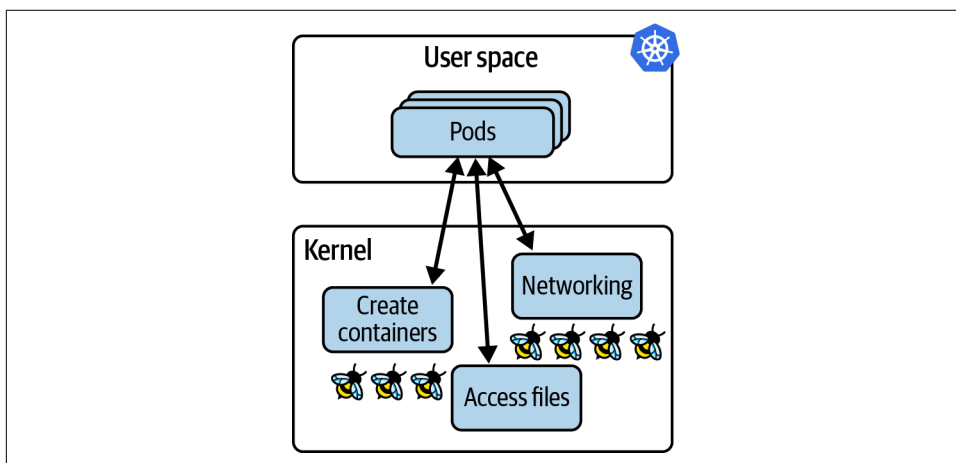 User space
Pods
Kernel
Networking
Create
containers
Access files